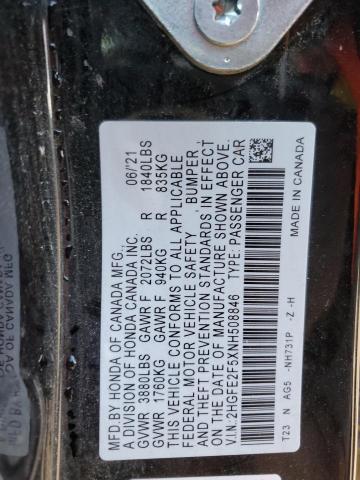 MFD.BY HONDA OF CANADA MFG.,
A DIVISION OF HONDA CANADA INC. 06/'21
GVWR 3880LBS GAWR F 2072LBS R 1840LBS
GVWR 1760KG GAWR F 940KG R 835KG
THIS VEHICLE CONFORMS TO ALL APPLICABLE
FEDERAL MOTOR VEHICLE SAFETY, BUMPER,
AND THEFT PREVENTION STANDARDS IN EFFECT
ON THE DATE OF MANUFACTURE SHOWN ABOVE.
V.I.N:2HGFE2F5XNH508846 TYPE:PASSENGER CAR
T23 N AG5 -NH731P -Z -H MADE IN CANADA